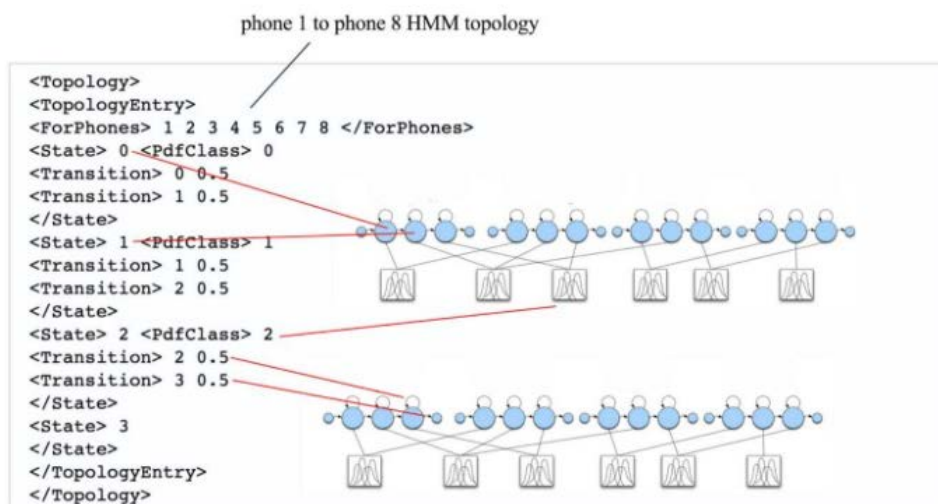 phone 1 to phone 8 HMM topology
<Topology>
<TopologyEntry>
<ForPhones> 1 2 3 4 5 6 7 8 </ForPhones>
<State> 0 <PdfClass> 0
<Transition> 0 0.5
<Transition> 1 0.5
</State>
<State> 1 <PdfClass> 1
<Transition> 1 0.5
<Transition> 2 0.5
</State>
<State> 2 <PdfClass> 2
<Transition> 2 0.5
<Transition> 3 0.5
</State>
<State> 3
</State>
</TopologyEntry>
</Topology>